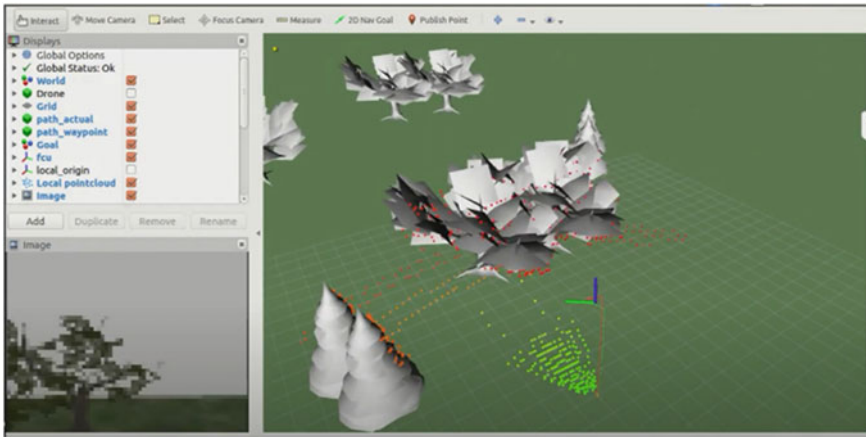 Interact Move Camera Select Focus Camera Measure 2D Nav Goal Publish Point
Displays
Global Options
Global Status: Ok
World
Drone
Grid
path_actual
path_waypoint
Goal
fcu
local_origin
Local pointcloud
Image
Add Duplicate Remove Rename
Image